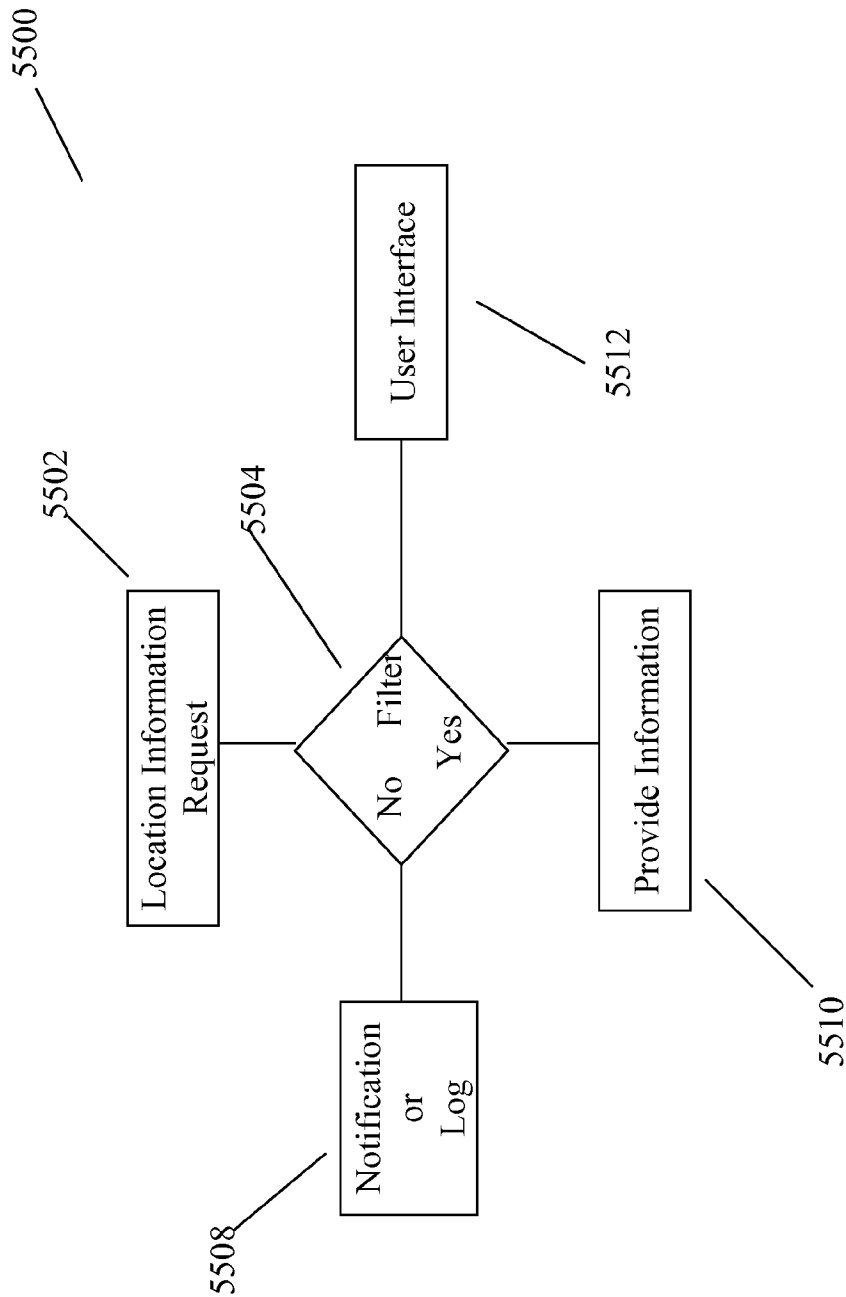 5500
5502
Location Information
Request
5504
Filter
No
Yes
Notification
or
Log
5508
User Interface
5512
Provide Information
5510